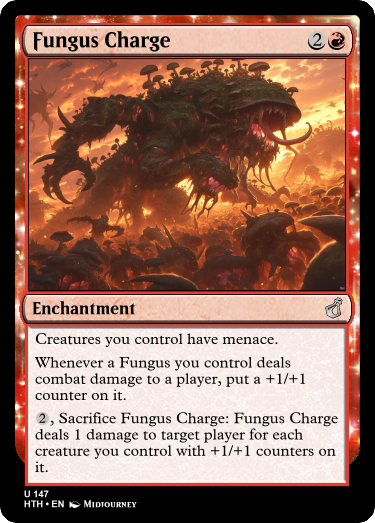 Fungus Charge 2
Enchantment
Creatures you control have menace.
Whenever a Fungus you control deals
combat damage to a player, put a +1/+1
counter on it.
2, Sacrifice Fungus Charge: Fungus Charge
deals 1 damage to target player for each
creature you control with +1/+1 counters on
it.
U 147
HTH • EN Midjourney